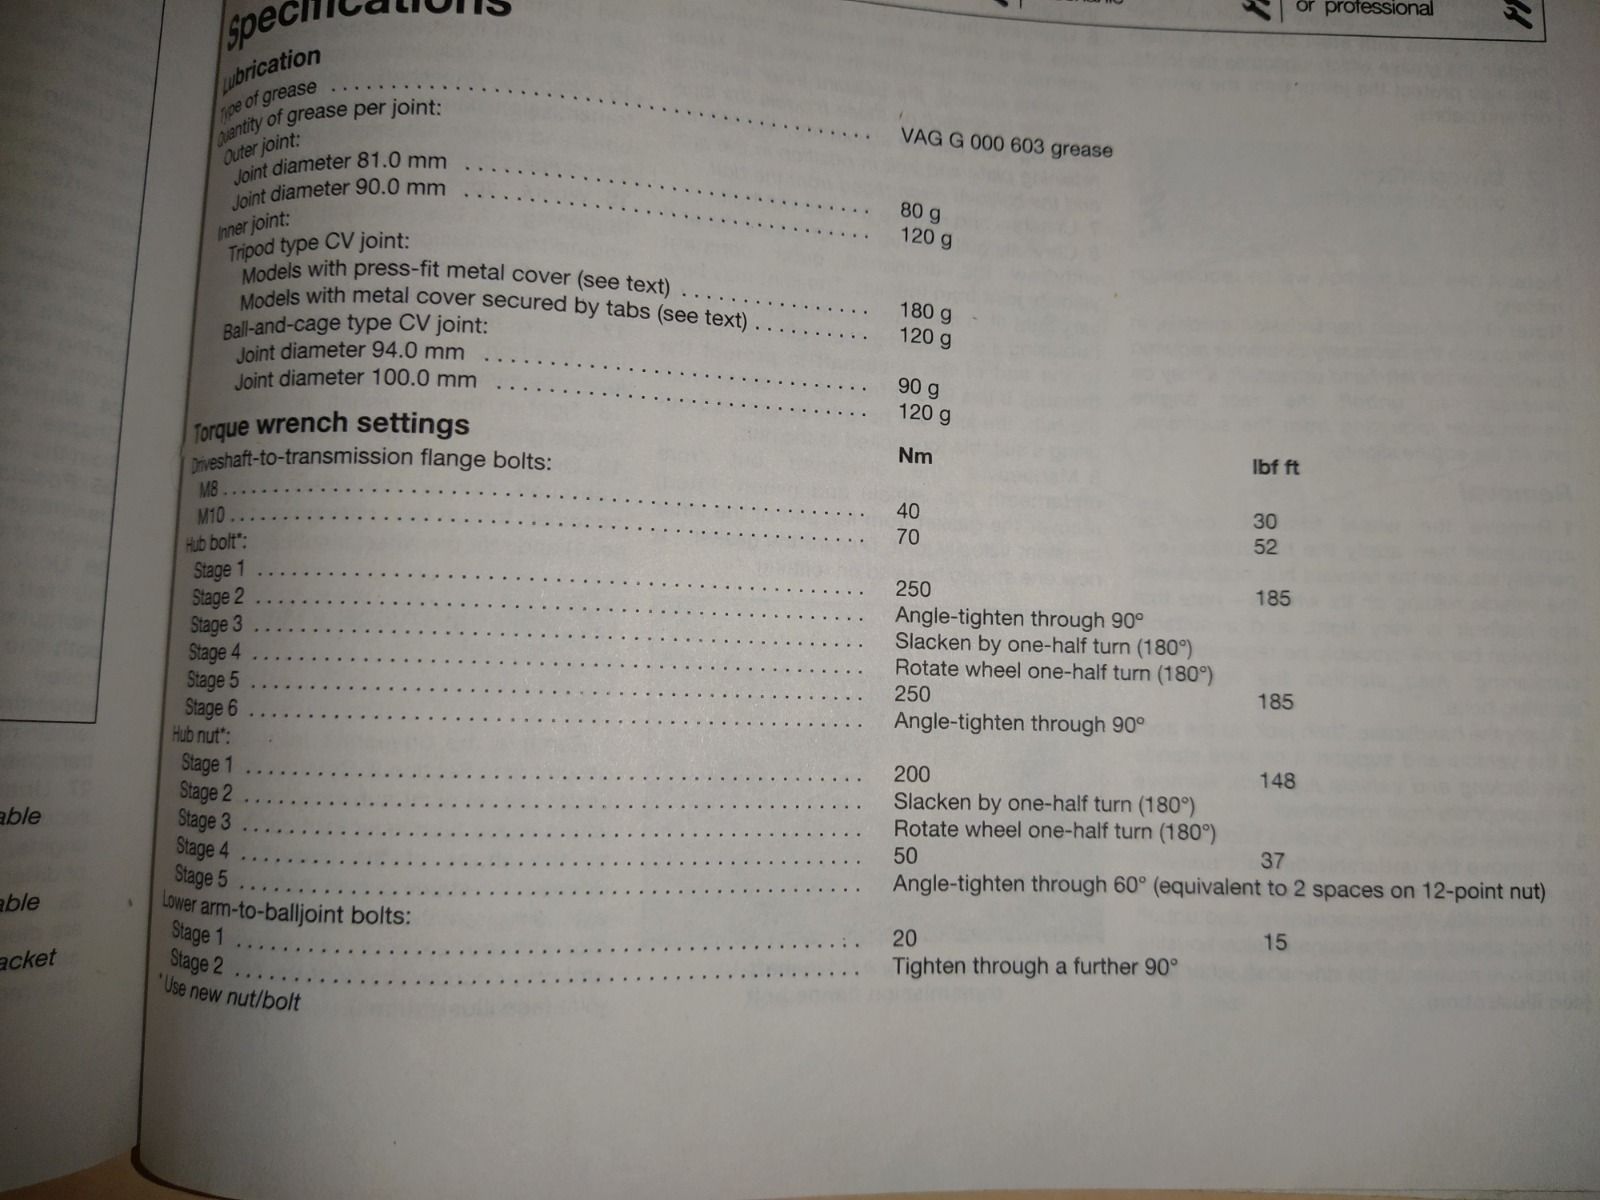 Specifications
or professional
Lubrication
Type of grease ..... VAG G 000 603 grease
Quantity of grease per joint:
Outer joint:
Joint diameter 81.0 mm ..... 80 g
Joint diameter 90.0 mm ..... 120 g
Inner joint:
Tripod type CV joint:
Models with press-fit metal cover (see text) ..... 180 g
Models with metal cover secured by tabs (see text) ..... 120 g
Ball-and-cage type CV joint:
Joint diameter 94.0 mm ..... 90 g
Joint diameter 100.0 mm ..... 120 g
Torque wrench settings Nm lbf ft
Driveshaft-to-transmission flange bolts:
M8 ..... 40 30
M10 ..... 70 52
Hub bolt*:
Stage 1 ..... 250 185
Stage 2 ..... Angle-tighten through 90°
Stage 3 ..... Slacken by one-half turn (180°)
Stage 4 ..... Rotate wheel one-half turn (180°)
Stage 5 ..... 250 185
Stage 6 ..... Angle-tighten through 90°
Hub nut*:
Stage 1 ..... 200 148
Stage 2 ..... Slacken by one-half turn (180°)
Stage 3 ..... Rotate wheel one-half turn (180°)
Stage 4 ..... 50 37
Stage 5 ..... Angle-tighten through 60° (equivalent to 2 spaces on 12-point nut)
Lower arm-to-balljoint bolts:
Stage 1 ..... 20 15
Stage 2 ..... Tighten through a further 90°
*Use new nut/bolt
able
able
acket